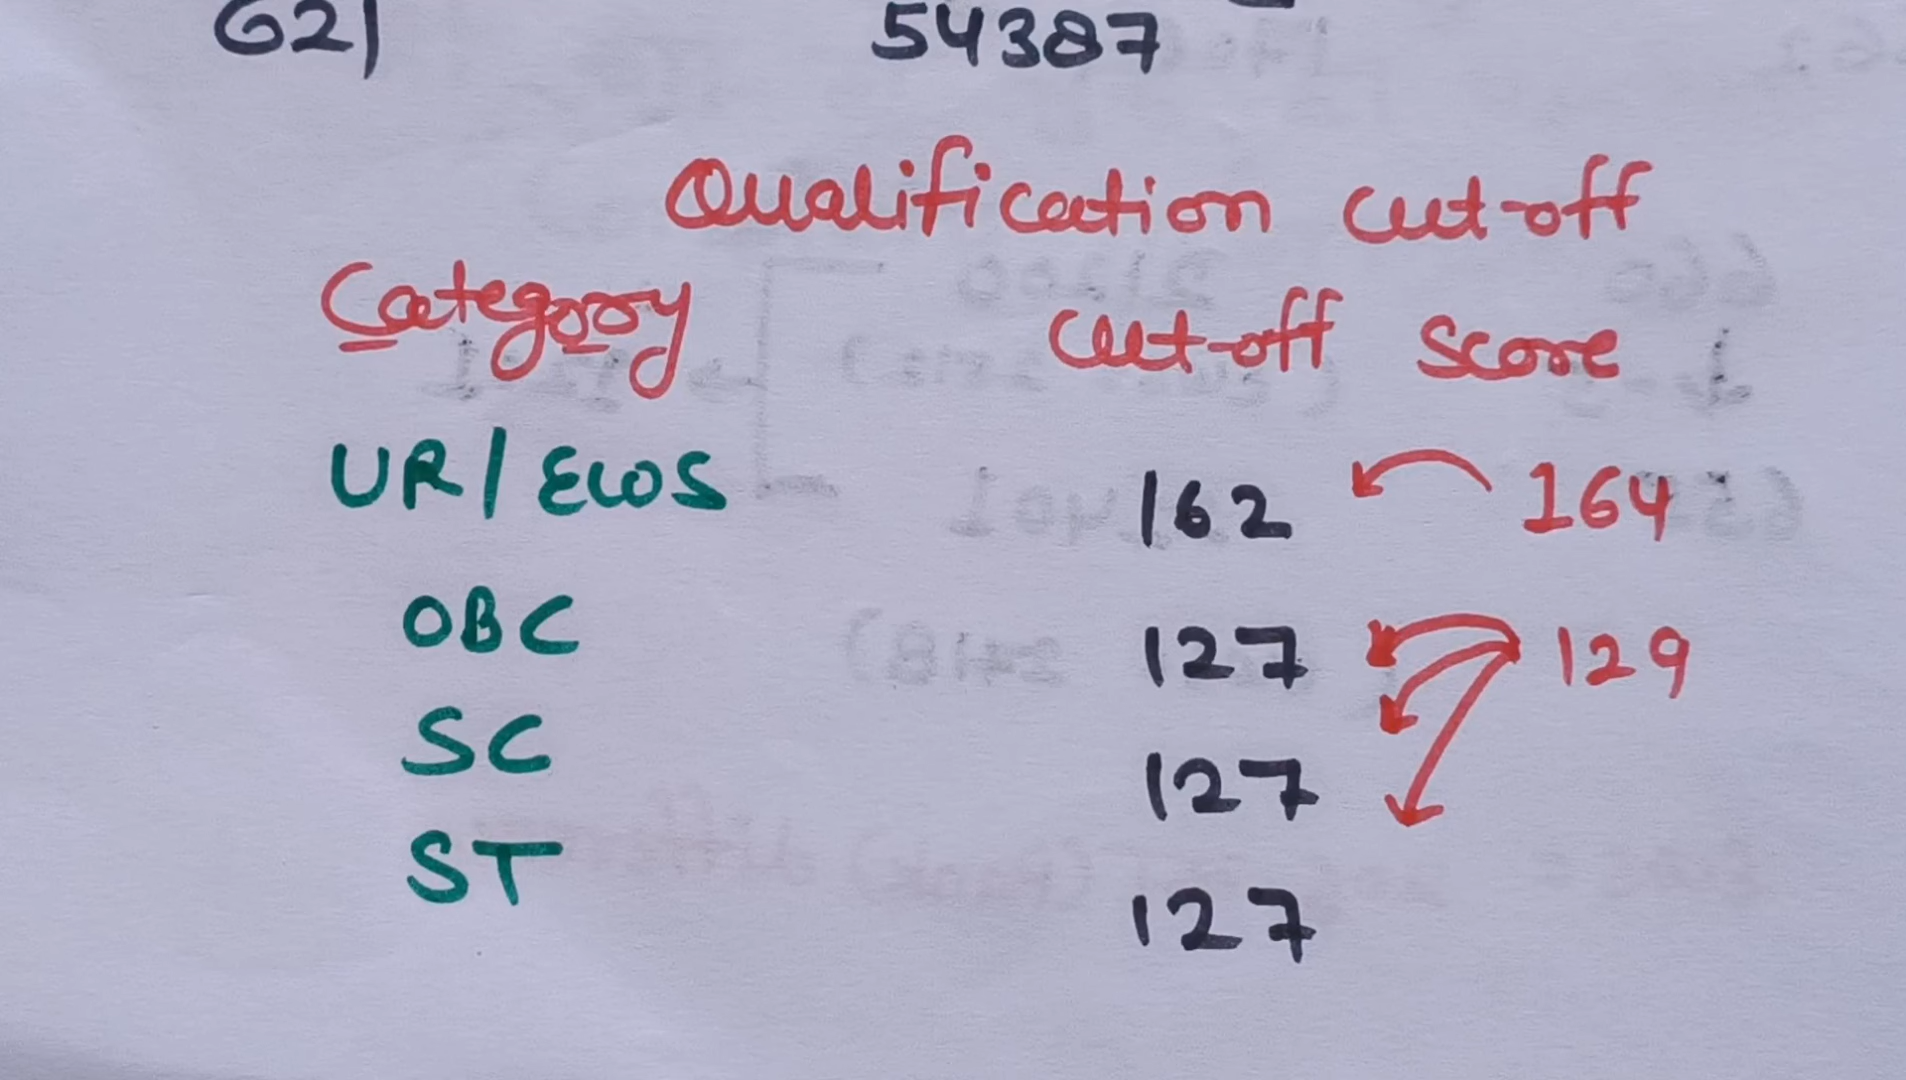 621 54387
Qualification cut-off
Category cut-off score
UR/EWS 162 164
OBC 127 129
SC 127
ST 127